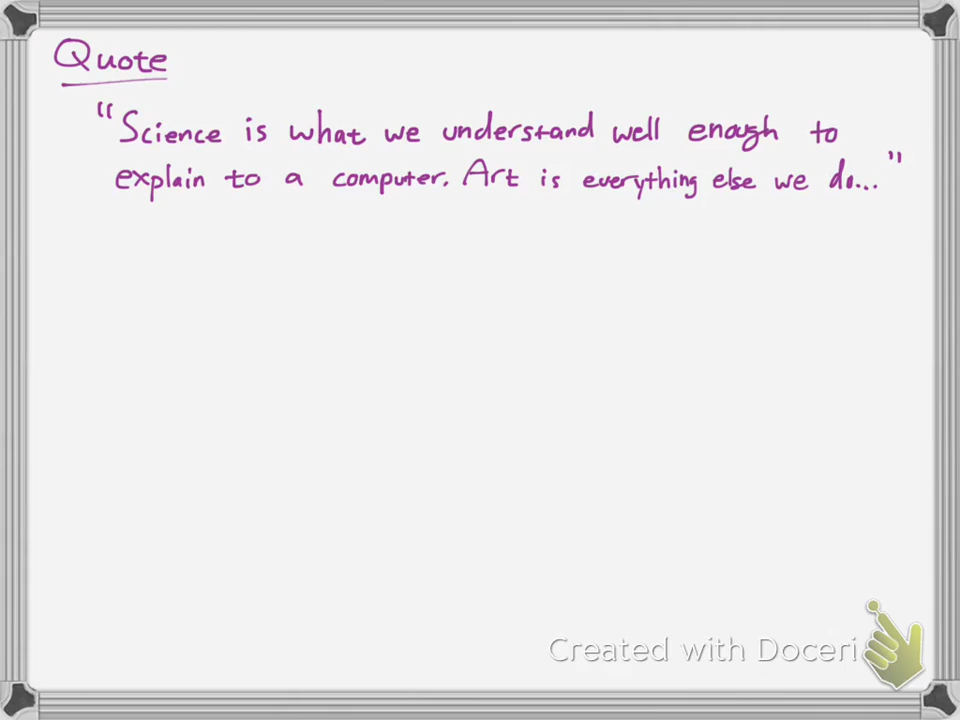 Quote
"Science is what we understand well enough to
explain to a computer. Art is everything else we do..."
Created with Doceri